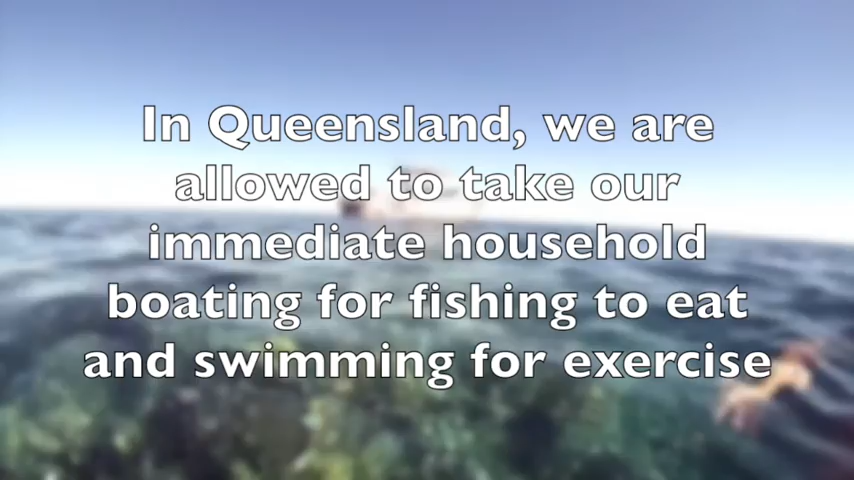 In Queensland, we are
allowed to take our
immediate household
boating for fishing to eat
and swimming for exercise